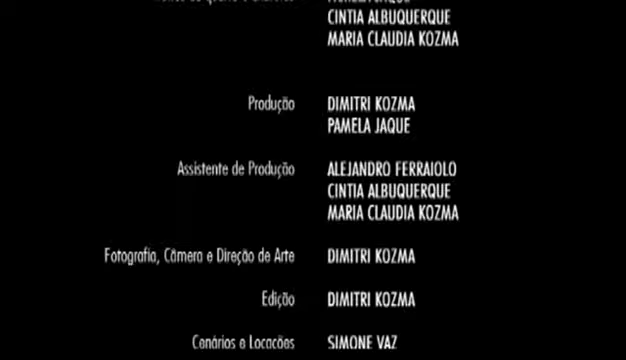 CINTIA ALBUQUERQUE
MARIA CLAUDIA KOZMA
Produção DIMITRI KOZMA
PAMELA JAQUE
Assistente de Produção ALEJANDRO FERRAIOLO
CINTIA ALBUQUERQUE
MARIA CLAUDIA KOZMA
Fotografia, Câmera e Direção de Arte DIMITRI KOZMA
Edição DIMITRI KOZMA
Cenários e Locações SIMONE VAZ